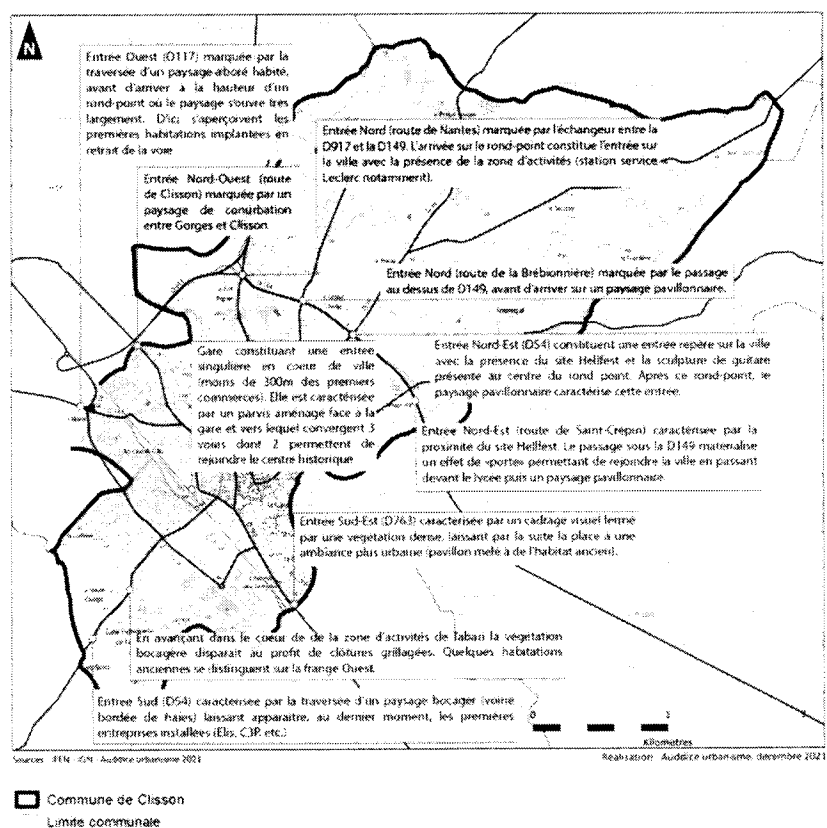 N
Entrée Ouest (D117) marquée par la
traversée d'un paysage aboré habité,
avant d'arriver à la hauteur d'un
rond-point où le paysage s'ouvre très
largement. D'ici s'aperçoivent les
premières habitations implantées en
retrait de la voie
Entrée Nord (route de Nantes) marquée par l'échangeur entre la
D917 et la D149. L'arrivée sur le rond-point constitue l'entrée sur
la ville avec la présence de la zone d'activités (station service
Leclerc notamment).
Entrée Nord-Ouest (route
de Clisson) marquée par un
paysage de conurbation
entre Gorges et Clisson
Entrée Nord (route de la Brébionnière) marquée par le passage
au dessus de D149, avant d'arriver sur un paysage pavillonnaire.
Gare constituant une entrée
singulière en coeur de ville
(moins de 300m des premiers
commerces). Elle est caractérisée
par un parvis aménagé face à la
gare et vers lequel convergent 3
voies dont 2 permettent de
rejoindre le centre historique
Entrée Nord-Est (D54) constituent une entrée repère sur la ville
avec la présence du site Hellfest et la sculpture de guitare
présente au centre du rond point. Après ce rond-point, le
paysage pavillonnaire caractérise cette entrée.
Entrée Nord-Est (route de Saint-Crépin) caractérisée par la
proximité du site Hellfest. Le passage sous la D149 matérialise
un effet de «porte» permettant de rejoindre la ville en passant
devant le lycée puis un paysage pavillonnaire
Entrée Sud-Est (D763) caractérisée par un cadrage visuel fermé
par une végétation dense, laissant par la suite la place à une
ambiance plus urbaine (pavillon mêlé à de l'habitat ancien).
En avançant dans le coeur de de la zone d'activités de Tabari la végétation
bocagère disparait au profit de clôtures grillagées. Quelques habitations
anciennes se distinguent sur la frange Ouest.
Entrée Sud (D54) caractérisée par la traversée d'un paysage bocager (voirie
bordée de haies) laissant apparaitre, au dernier moment, les premières
entreprises installées (Elis, C3P, etc.)
0 1
Kilomètres
Sources : IGN - Auddicé urbanisme 2021
Réalisation : Auddicé urbanisme, décembre 2021
Commune de Clisson
Limite communale